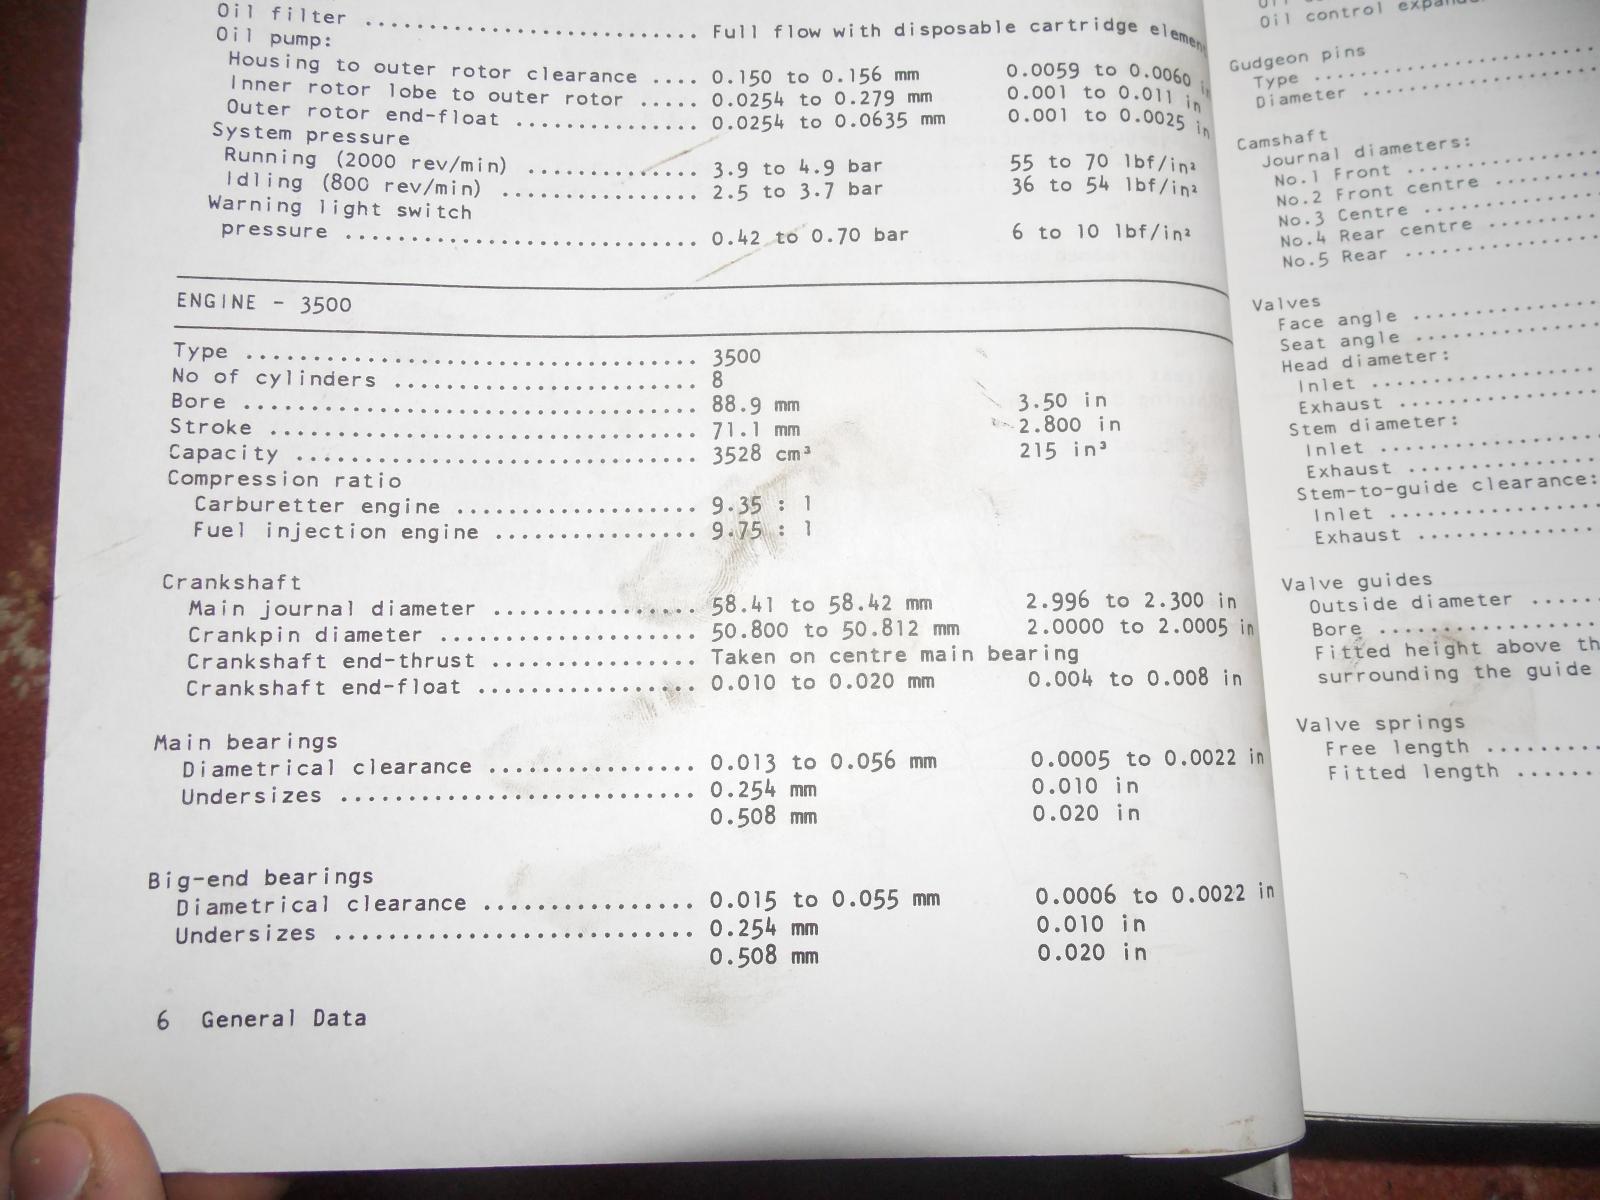 Oil filter ................................ Full flow with disposable cartridge
Oil pump:
Housing to outer rotor clearance .... 0.150 to 0.156 mm 0.0059 to 0.0060 in
Inner rotor lobe to outer rotor ..... 0.0254 to 0.279 mm 0.001 to 0.011 in
Outer rotor end-float ............... 0.0254 to 0.0635 mm 0.001 to 0.0025 in
System pressure
Running (2000 rev/min) .............. 3.9 to 4.9 bar 55 to 70 lbf/in²
Idling (800 rev/min) ................ 2.5 to 3.7 bar 36 to 54 lbf/in²
Warning light switch
pressure ............................ 0.42 to 0.70 bar 6 to 10 lbf/in²
ENGINE - 3500
Type .................................. 3500
No of cylinders ....................... 8
Bore .................................. 88.9 mm 3.50 in
Stroke ................................ 71.1 mm 2.800 in
Capacity .............................. 3528 cm³ 215 in³
Compression ratio
Carburetter engine .................. 9.35 : 1
Fuel injection engine ............... 9.75 : 1
Crankshaft
Main journal diameter ............... 58.41 to 58.42 mm 2.996 to 2.300 in
Crankpin diameter ................... 50.800 to 50.812 mm 2.0000 to 2.0005 in
Crankshaft end-thrust ............... Taken on centre main bearing
Crankshaft end-float ................ 0.010 to 0.020 mm 0.004 to 0.008 in
Main bearings
Diametrical clearance ............... 0.013 to 0.056 mm 0.0005 to 0.0022 in
Undersizes .......................... 0.254 mm 0.010 in
0.508 mm 0.020 in
Big-end bearings
Diametrical clearance ............... 0.015 to 0.055 mm 0.0006 to 0.0022 in
Undersizes .......................... 0.254 mm 0.010 in
0.508 mm 0.020 in
6 General Data
Oil control
Gudgeon pins
Type .....................
Diameter .................
Camshaft
Journal diameters:
No.1 Front ...............
No.2 Front centre ........
No.3 Centre ..............
No.4 Rear centre .........
No.5 Rear ................
Valves
Face angle ...............
Seat angle ...............
Head diameter:
Inlet ..................
Exhaust ................
Stem diameter:
Inlet ..................
Exhaust ................
Stem-to-guide clearance:
Inlet ..................
Exhaust ................
Valve guides
Outside diameter .....
Bore .................
Fitted height above
surrounding the guide
Valve springs
Free length .........
Fitted length ......